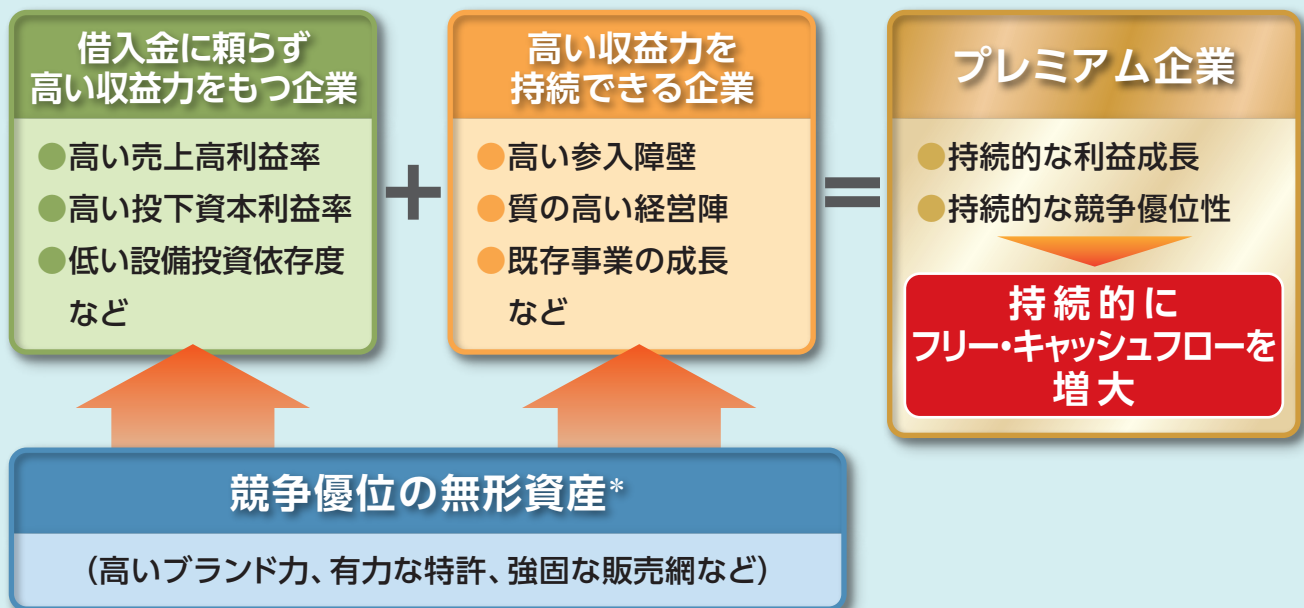 借入金に頼らず
高い収益力をもつ企業
●高い売上高利益率
●高い投下資本利益率
●低い設備投資依存度
など
+
高い収益力を
持続できる企業
●高い参入障壁
●質の高い経営陣
●既存事業の成長
など
=
プレミアム企業
●持続的な利益成長
●持続的な競争優位性
持続的に
フリー・キャッシュフローを
増大
競争優位の無形資産*
（高いブランド力、有力な特許、強固な販売網など）